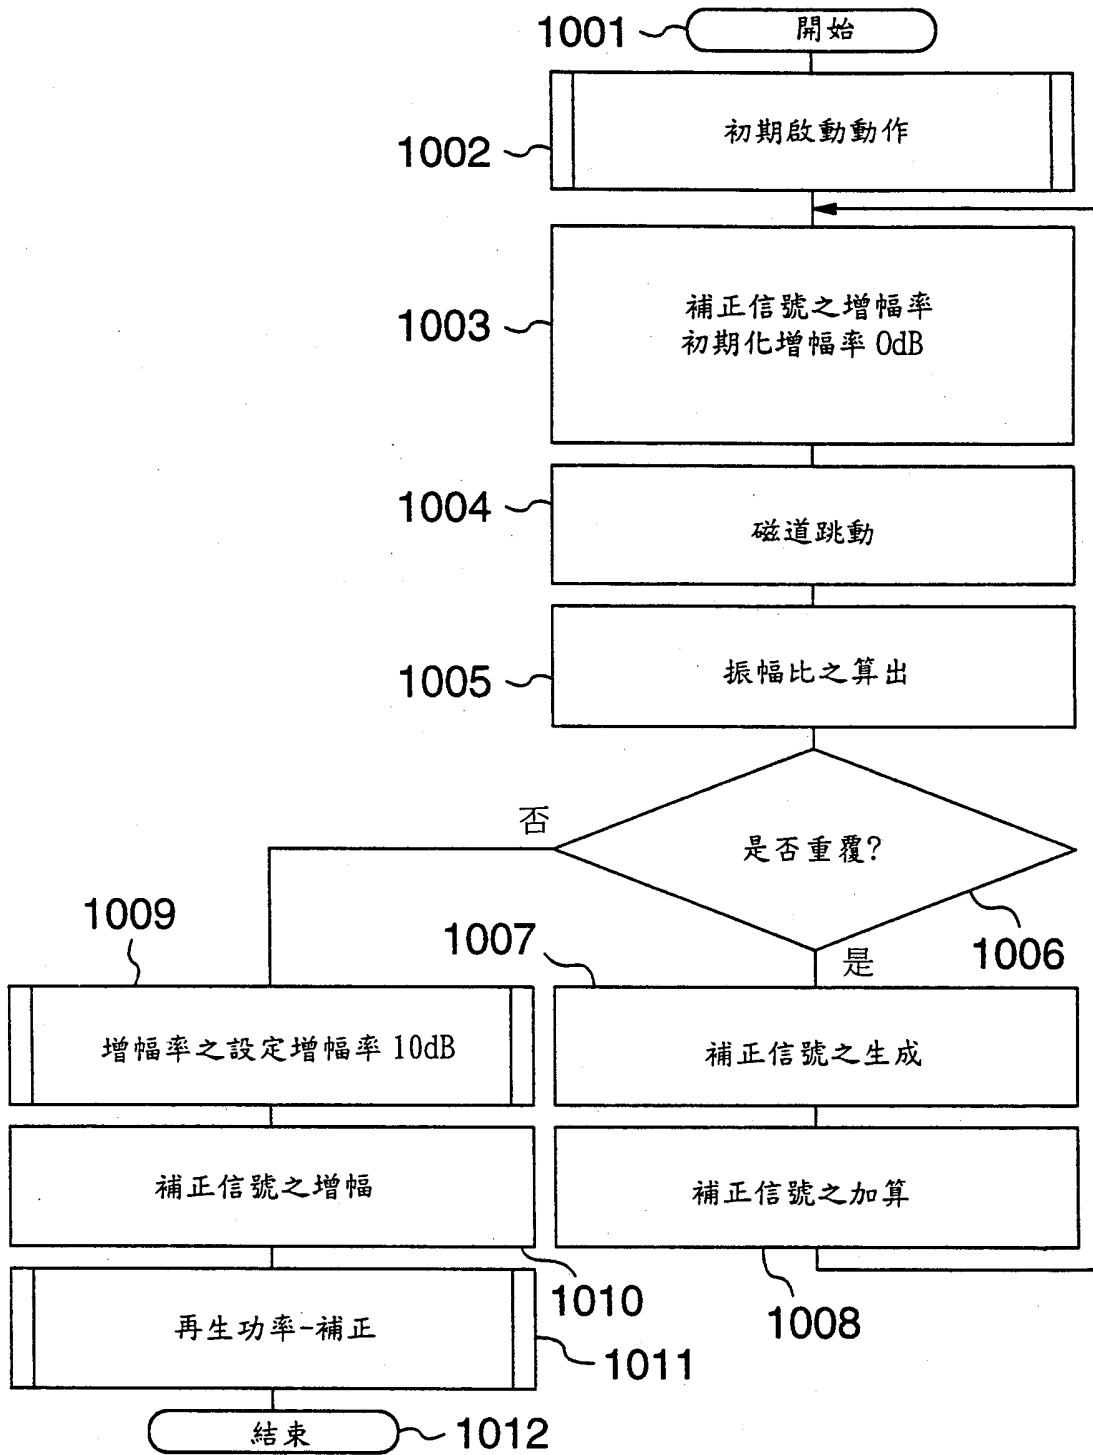 1001
開始
1002
初期啟動動作
1003
補正信號之增幅率
初期化增幅率 0dB
1004
磁道跳動
1005
振幅比之算出
否
是否重覆?
1006
是
1009
1007
增幅率之設定增幅率 10dB
補正信號之生成
補正信號之增幅
補正信號之加算
1010
1008
再生功率-補正
1011
結束
1012